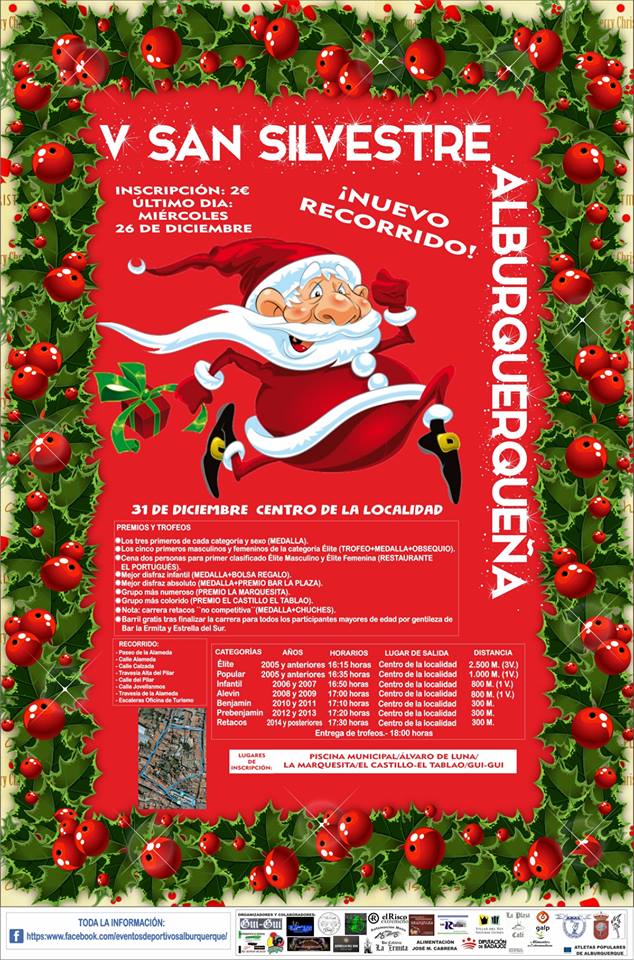 V SAN SILVESTRE
ALBURQUERQUEÑA
INSCRIPCIÓN: 2€
ÚLTIMO DIA:
MIÉRCOLES
26 DE DICIEMBRE
¡NUEVO
RECORRIDO!
31 DE DICIEMBRE CENTRO DE LA LOCALIDAD
PREMIOS Y TROFEOS
Los tres primeros de cada categoría y sexo (MEDALLA).
Los cinco primeros masculinos y femeninos de la categoría Élite (TROFEO+MEDALLA+OBSEQUIO).
Cena dos personas para primer clasificado Élite Masculino y Élite Femenina (RESTAURANTE
EL PORTUGUÉS).
Mejor disfraz infantil (MEDALLA+BOLSA REGALO).
Mejor disfraz absoluto (MEDALLA+PREMIO BAR LA PLAZA).
Grupo más numeroso (PREMIO LA MARQUESITA).
Grupo más colorido (PREMIO EL CASTILLO EL TABLAO).
Nota: carrera retacos ``no competitiva´´(MEDALLA+CHUCHES).
Barril gratis tras finalizar la carrera para todos los participantes mayores de edad por gentileza de
Bar la Ermita y Estrella del Sur.
RECORRIDO:
- Paseo de la Alameda
- Calle Alameda
- Calle Calzada
- Travesía Alta del Pilar
- Calle del Pilar
- Calle Jovellanmos
- Travesía de la Alameda
- Escaleras Oficina de Turismo
CATEGORÍAS AÑOS HORARIOS LUGAR DE SALIDA DISTANCIA
Élite 2005 y anteriores 16:15 horas Centro de la localidad 2.500 M. (3V.)
Popular 2005 y anteriores 16:35 horas Centro de la localidad 1.000 M. (1V.)
Infantil 2006 y 2007 16:50 horas Centro de la localidad 800 M. (1 V.)
Alevín 2008 y 2009 17:00 horas Centro de la localidad 800 M. (1 V.)
Benjamín 2010 y 2011 17:10 horas Centro de la localidad 300 M.
Prebenjamín 2012 y 2013 17:20 horas Centro de la localidad 300 M.
Retacos 2014 y posteriores 17:30 horas Centro de la localidad 300 M.
Entrega de trofeos.- 18:00 horas
LUGARES
DE
INSCRIPCIÓN:
PISCINA MUNICIPAL/ÁLVARO DE LUNA/
LA MARQUESITA/EL CASTILLO-EL TABLAO/GUI-GUI
TODA LA INFORMACIÓN:
https:www.facebook.com/eventosdeportivosalburquerque/
ORGANIZADORES Y COLABORADORES:
Gui-Gui
elRisco
extremeño
La Plaza
galp
La Ermita
ALIMENTACIÓN
JOSÉ M. CABRERA
DIPUTACIÓN
DE BADAJOZ
ATLETAS POPULARES
DE ALBURQUERQUE